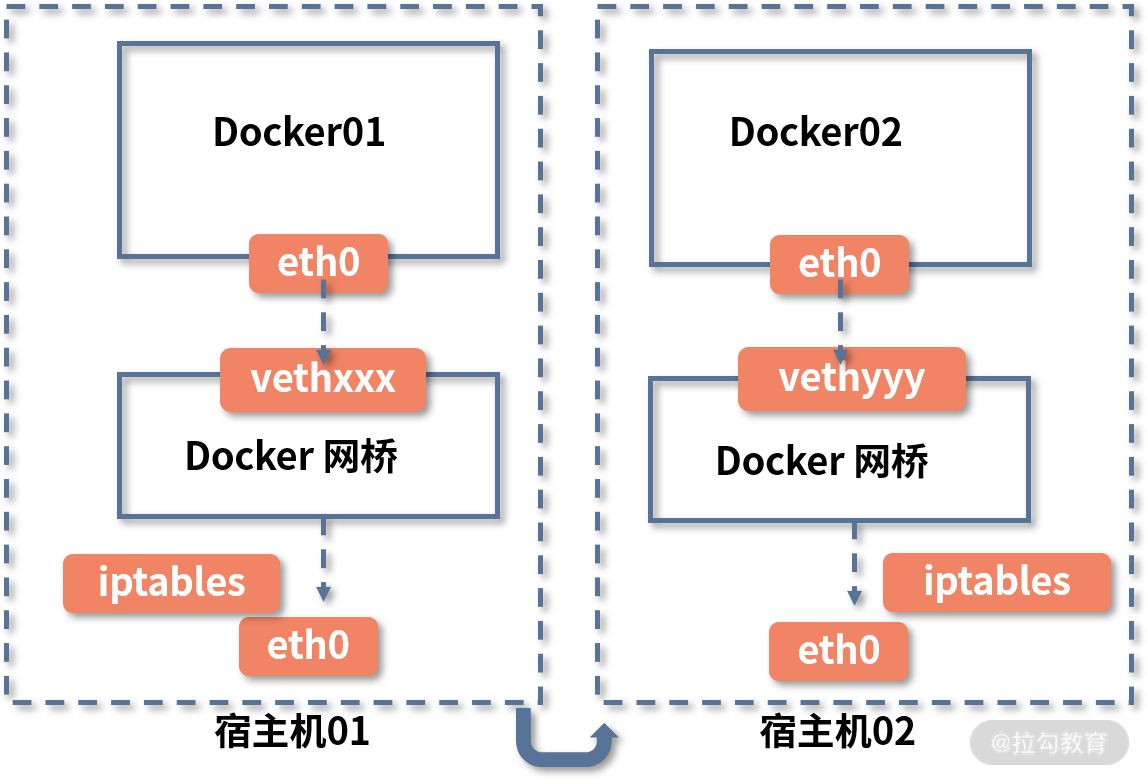 Docker01
eth0
vethxxx
Docker 网桥
iptables
eth0
宿主机01
Docker02
eth0
vethyyy
Docker 网桥
iptables
eth0
宿主机02
@拉勾教育